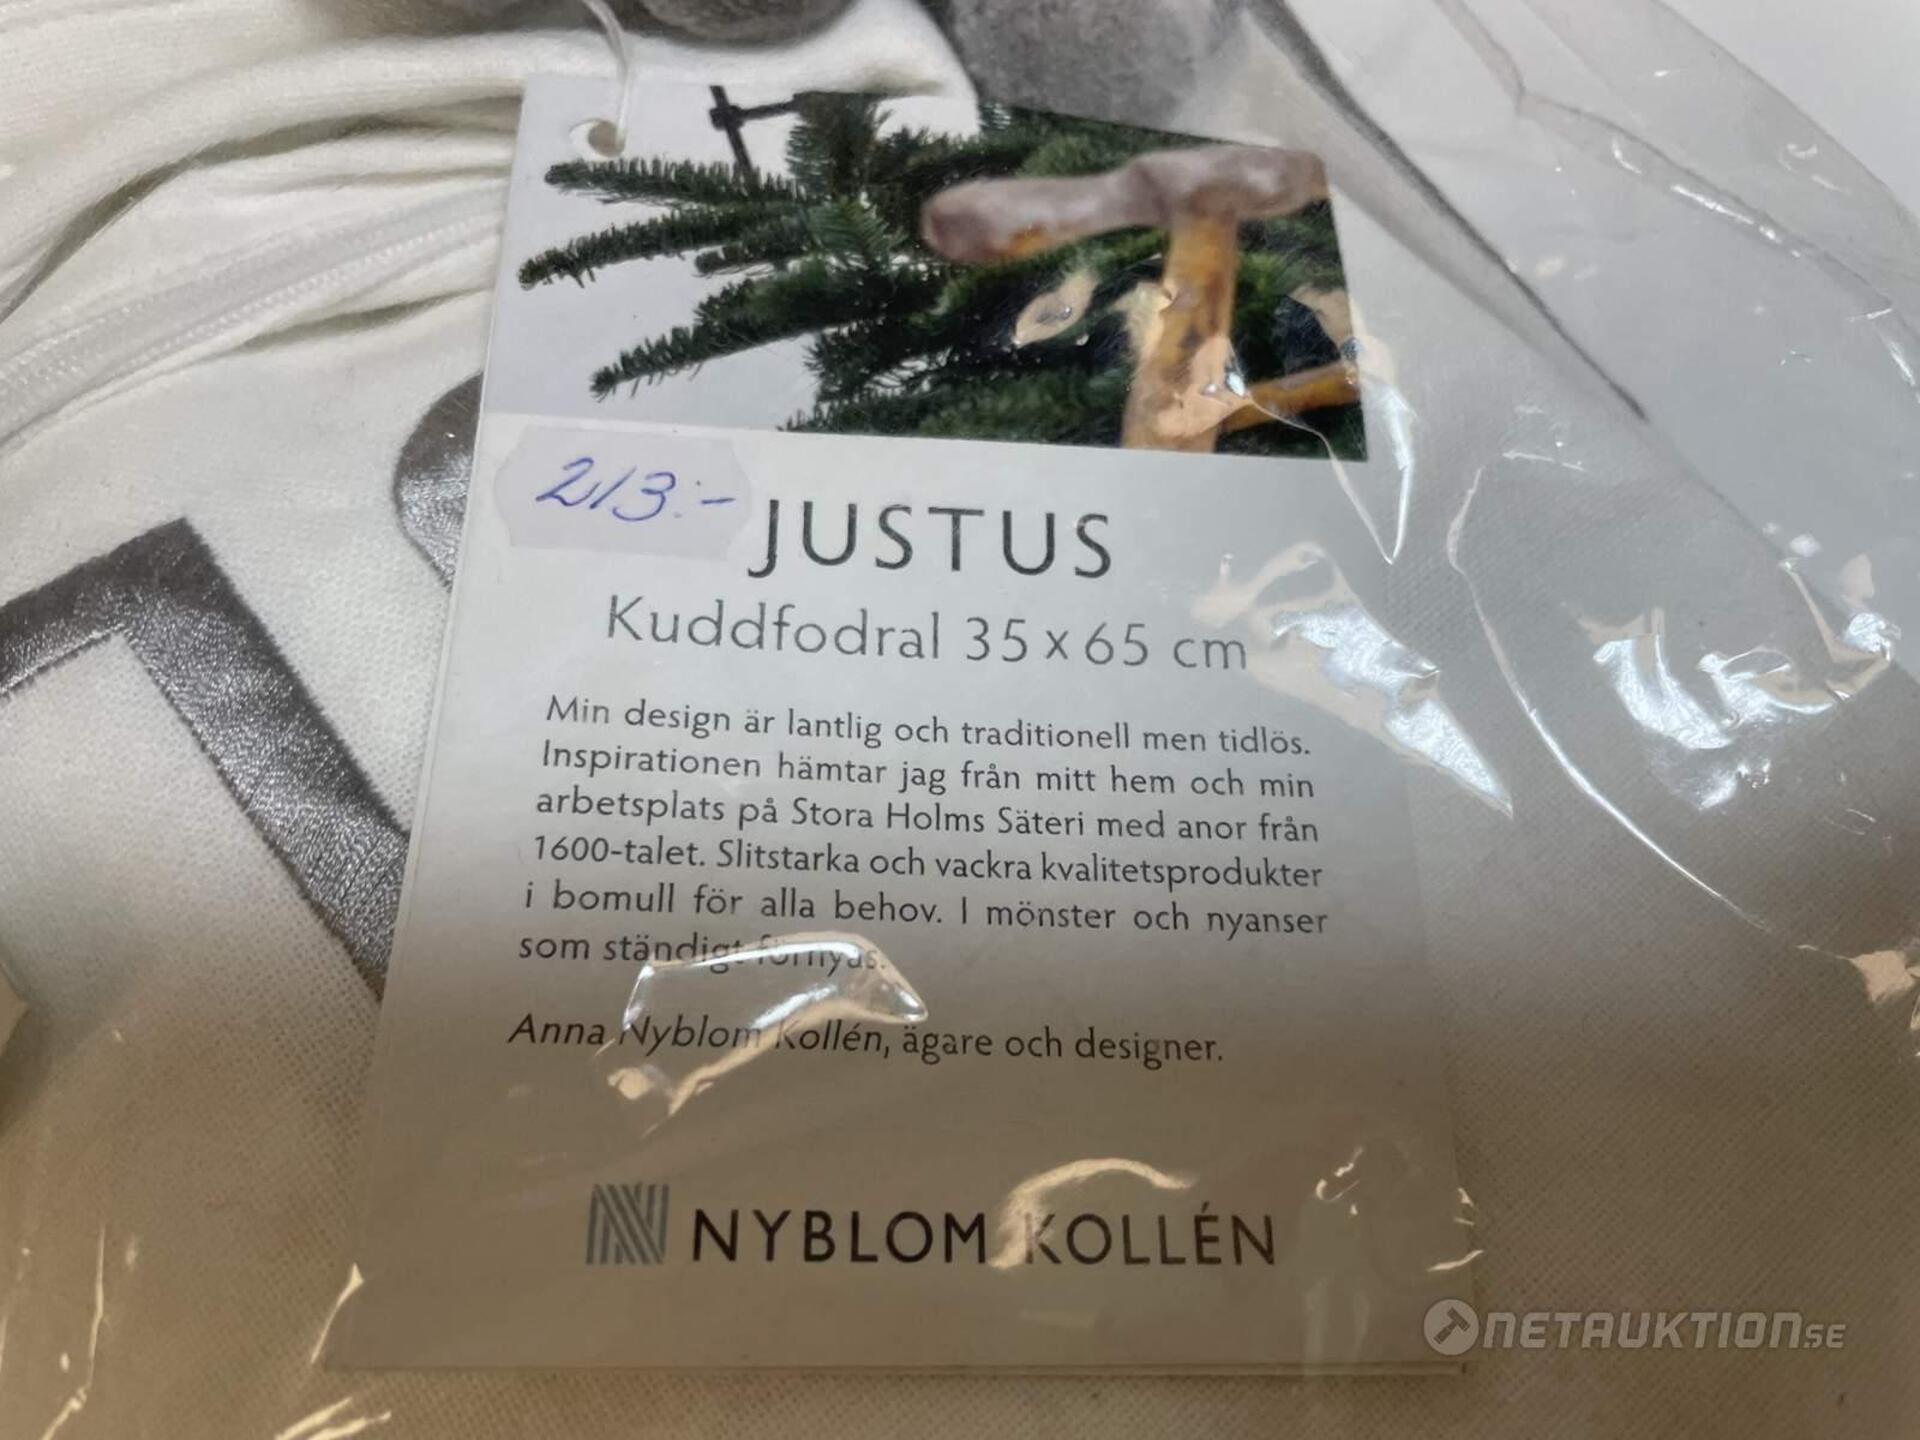 213:-
JUSTUS
Kuddfodral 35 x 65 cm
Min design är lantlig och traditionell men tidlös.
Inspirationen hämtar jag från mitt hem och min
arbetsplats på Stora Holms Säteri med anor från
1600-talet. Slitstarka och vackra kvalitetsprodukter
i bomull för alla behov. I mönster och nyanser
som ständigt förnyas.
Anna Nyblom Kollén, ägare och designer.
NYBLOM KOLLÉN
NETAUKTION.SE